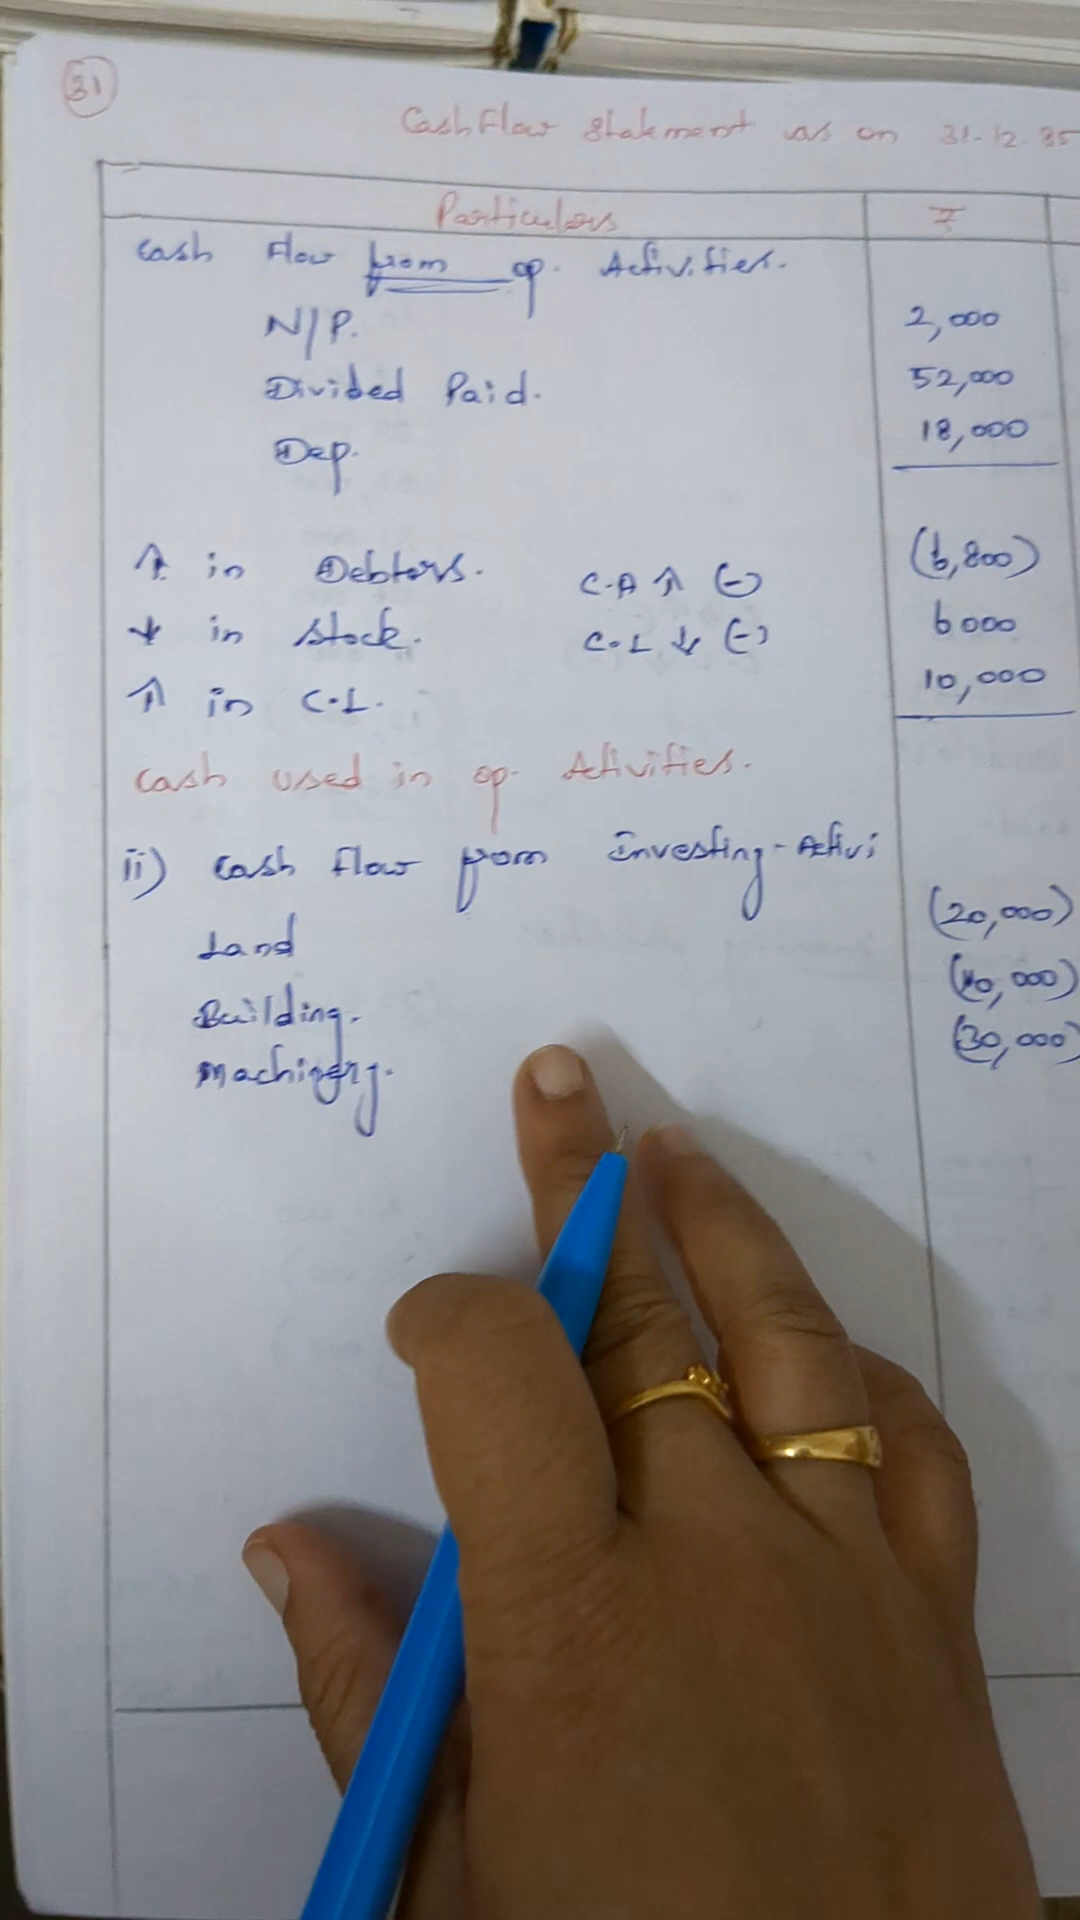 31
Cash Flow Statement as on 31-12-85
Particulars ₹
Cash Flow from op. Activities.
N/P. 2,000
Divided Paid. 52,000
Dep. 18,000
↑ in Debtors. C.A ↑ (-) (6,800)
↓ in Stock. C.L ↓ (-) 6000
↑ in C.L. 10,000
Cash used in op. Activities.
ii) Cash flow from Investing-Activi
Land (20,000)
Building. (40,000)
Machinery. (30,000)